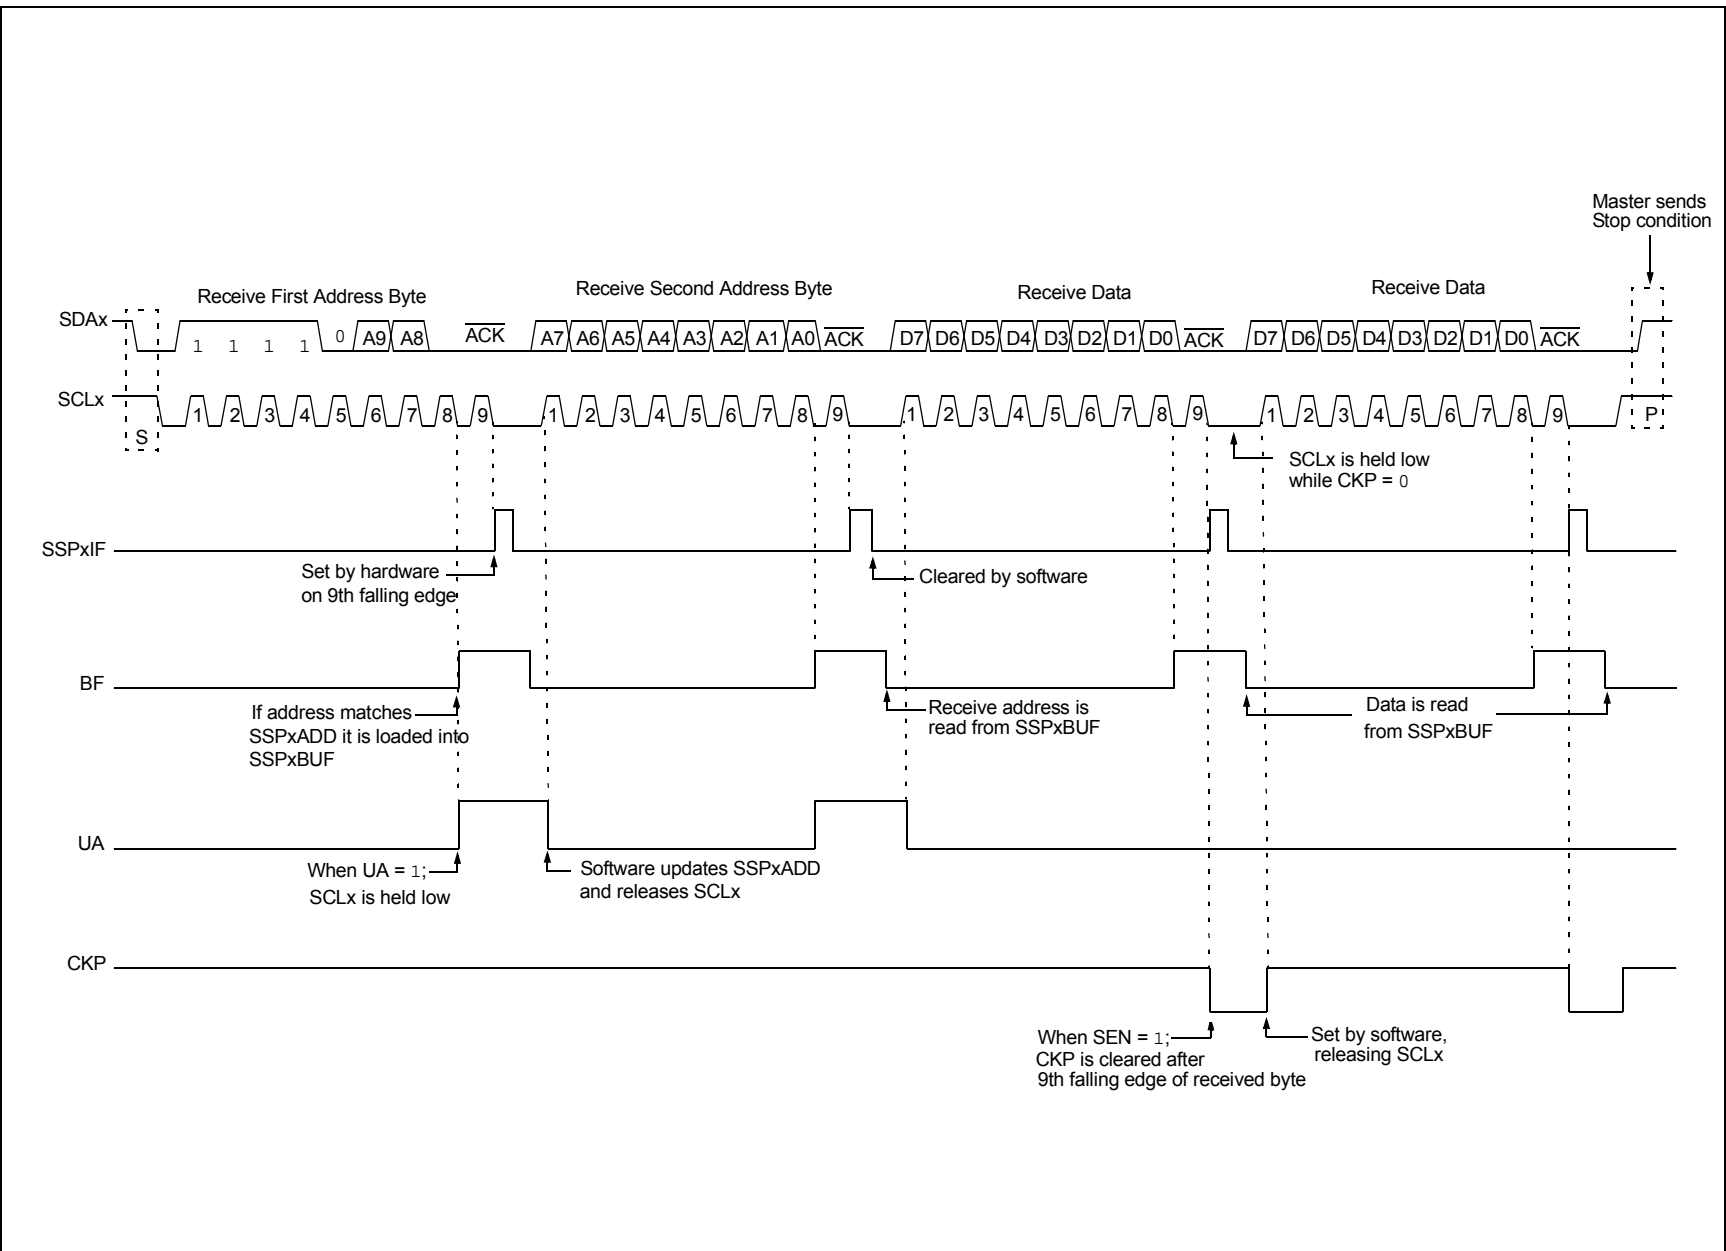 Master sends
Stop condition
Receive First Address Byte
Receive Second Address Byte
Receive Data
Receive Data
SDAx
1 1 1 1 0 A9 A8 ACK A7 A6 A5 A4 A3 A2 A1 A0 ACK D7 D6 D5 D4 D3 D2 D1 D0 ACK D7 D6 D5 D4 D3 D2 D1 D0 ACK
SCLx
S 1 2 3 4 5 6 7 8 9 1 2 3 4 5 6 7 8 9 1 2 3 4 5 6 7 8 9 1 2 3 4 5 6 7 8 9 P
SCLx is held low
while CKP = 0
SSPxIF
Set by hardware
on 9th falling edge
Cleared by software
BF
If address matches
SSPxADD it is loaded into
SSPxBUF
Receive address is
read from SSPxBUF
Data is read
from SSPxBUF
UA
When UA = 1;
SCLx is held low
Software updates SSPxADD
and releases SCLx
CKP
When SEN = 1;
CKP is cleared after
9th falling edge of received byte
Set by software,
releasing SCLx